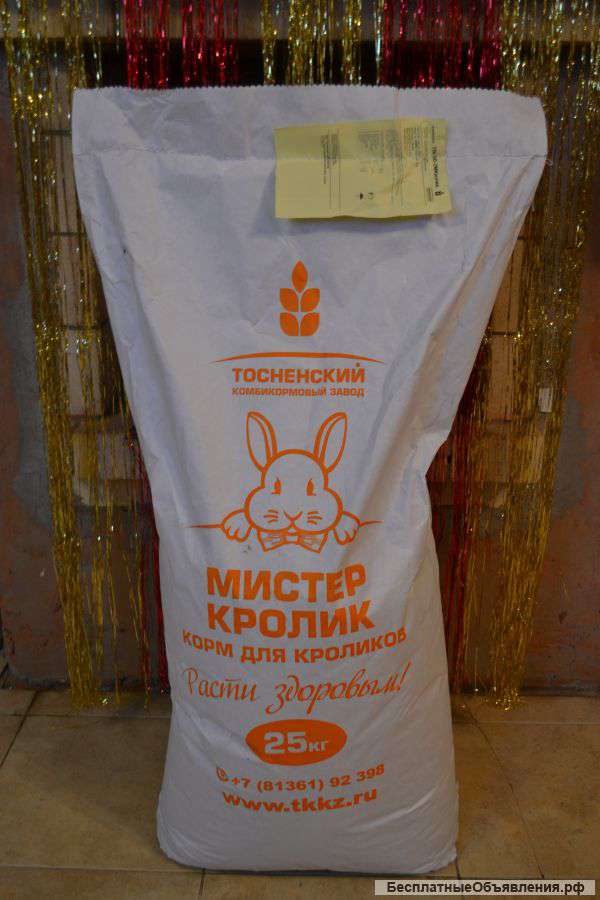 ТОСНЕНСКИЙ
КОМБИКОРМОВЫЙ ЗАВОД
МИСТЕР
КРОЛИК
КОРМ ДЛЯ КРОЛИКОВ
Расти здоровым!
25кг
+7 (81361) 92 398
www.tkkz.ru
БесплатныеОбъявления.рф